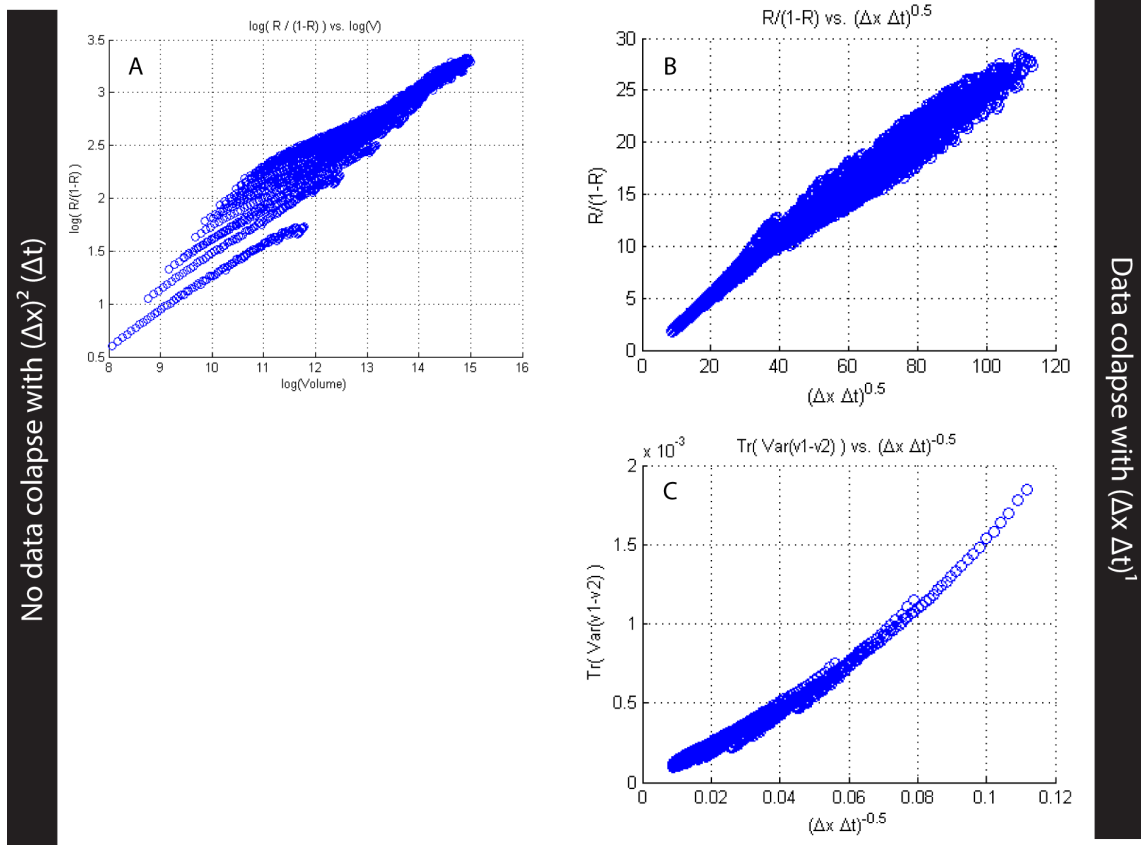 No data colapse with (Δx)² (Δt)
log( R / (1-R) ) vs. log(V)
A
3.5
3
2.5
2
1.5
1
0.5
log( R/(1-R) )
8 9 10 11 12 13 14 15 16
log(Volume)
R/(1-R) vs. (Δx Δt)^0.5
B
30
25
20
15
10
5
0
R/(1-R)
0 20 40 60 80 100 120
(Δx Δt)^0.5
x 10^-3
Tr( Var(v1-v2) ) vs. (Δx Δt)^-0.5
C
2
1.5
1
0.5
0
Tr( Var(v1-v2) )
0 0.02 0.04 0.06 0.08 0.1 0.12
(Δx Δt)^-0.5
Data colapse with (Δx Δt)¹